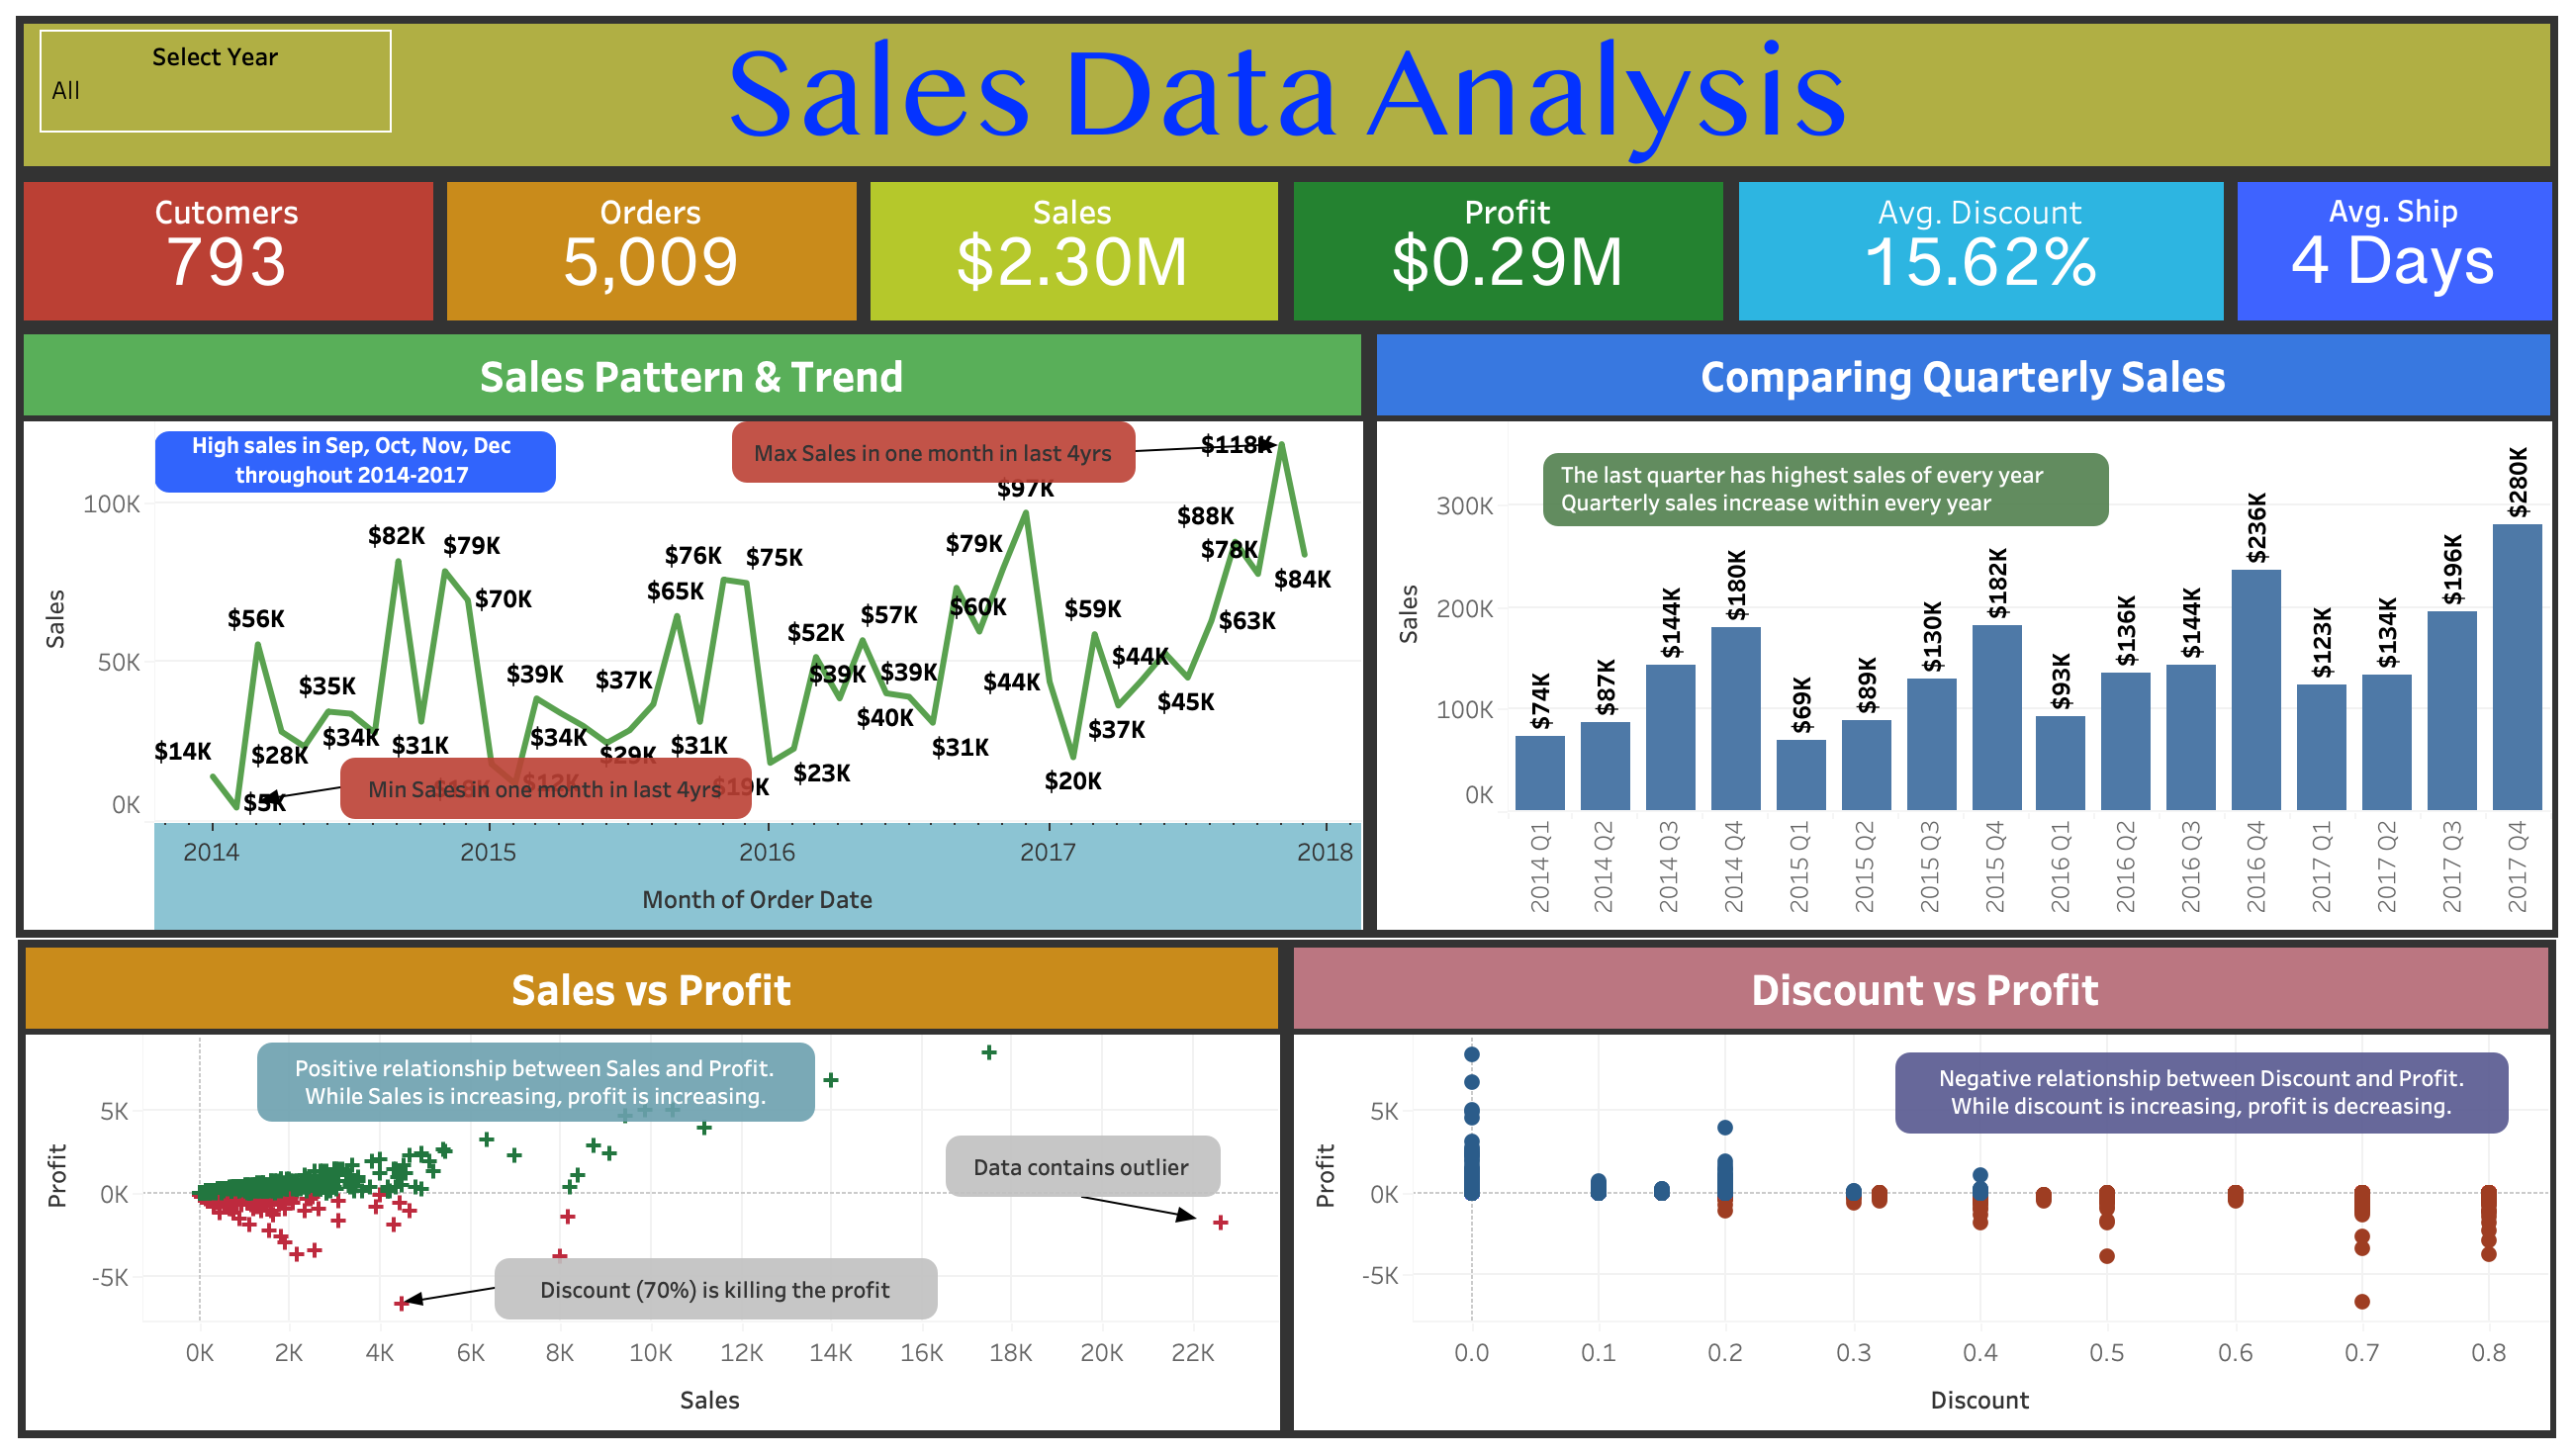 Select Year
All
Sales Data Analysis
Cutomers
793
Orders
5,009
Sales
$2.30M
Profit
$0.29M
Avg. Discount
15.62%
Avg. Ship
4 Days
Sales Pattern & Trend
High sales in Sep, Oct, Nov, Dec
throughout 2014-2017
Max Sales in one month in last 4yrs
Min Sales in one month in last 4yrs
Sales
100K
50K
0K
$14K
$5K
$56K
$28K
$35K
$34K
$82K
$31K
$79K
$70K
$18K
$12K
$39K
$34K
$29K
$37K
$65K
$31K
$76K
$75K
$19K
$23K
$52K
$39K
$57K
$40K
$39K
$31K
$60K
$79K
$97K
$44K
$20K
$59K
$37K
$44K
$45K
$63K
$88K
$78K
$118K
$84K
2014
2015
2016
2017
2018
Month of Order Date
Comparing Quarterly Sales
The last quarter has highest sales of every year
Quarterly sales increase within every year
Sales
300K
200K
100K
0K
$74K
$87K
$144K
$180K
$69K
$89K
$130K
$182K
$93K
$136K
$144K
$236K
$123K
$134K
$196K
$280K
2014 Q1
2014 Q2
2014 Q3
2014 Q4
2015 Q1
2015 Q2
2015 Q3
2015 Q4
2016 Q1
2016 Q2
2016 Q3
2016 Q4
2017 Q1
2017 Q2
2017 Q3
2017 Q4
Sales vs Profit
Positive relationship between Sales and Profit.
While Sales is increasing, profit is increasing.
Data contains outlier
Discount (70%) is killing the profit
Profit
5K
0K
-5K
0K
2K
4K
6K
8K
10K
12K
14K
16K
18K
20K
22K
Sales
Discount vs Profit
Negative relationship between Discount and Profit.
While discount is increasing, profit is decreasing.
Profit
5K
0K
-5K
0.0
0.1
0.2
0.3
0.4
0.5
0.6
0.7
0.8
Discount